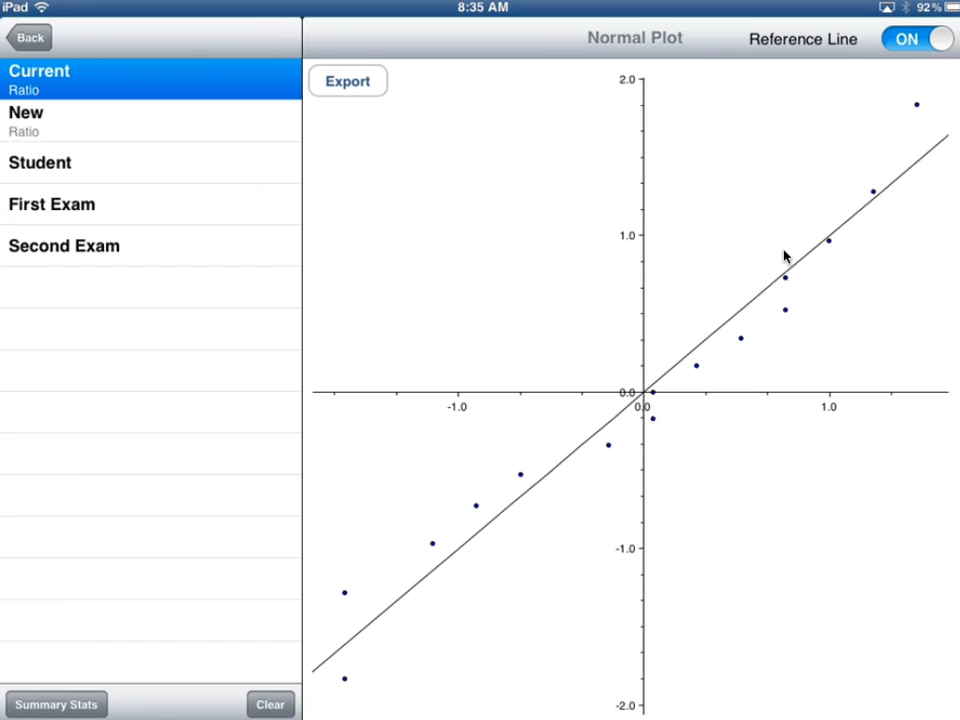 iPad 8:35 AM 92%
Back Normal Plot Reference Line ON
Current
Ratio
New
Ratio
Student
First Exam
Second Exam
Export
2.0
1.0
0.0
-1.0 0.0 1.0
-1.0
-2.0
Summary Stats Clear